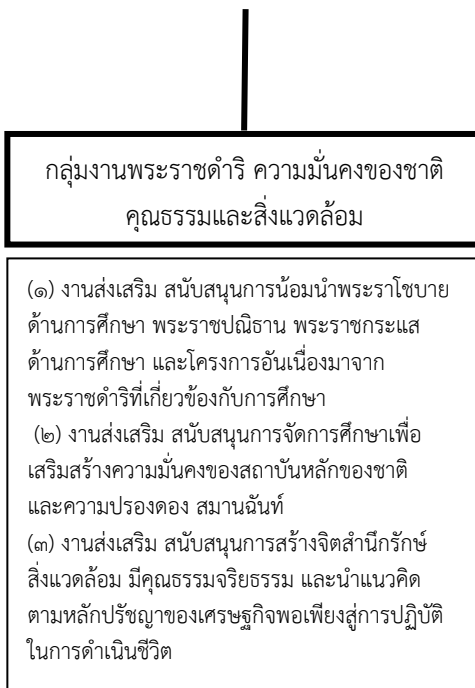 กลุ่มงานพระราชดำริ ความมั่นคงของชาติ
คุณธรรมและสิ่งแวดล้อม
(๑) งานส่งเสริม สนับสนุนการน้อมนำพระราโชบาย
ด้านการศึกษา พระราชปณิธาน พระราชกระแส
ด้านการศึกษา และโครงการอันเนื่องมาจาก
พระราชดำริที่เกี่ยวข้องกับการศึกษา
(๒) งานส่งเสริม สนับสนุนการจัดการศึกษาเพื่อ
เสริมสร้างความมั่นคงของสถาบันหลักของชาติ
และความปรองดอง สมานฉันท์
(๓) งานส่งเสริม สนับสนุนการสร้างจิตสำนึกรักษ์
สิ่งแวดล้อม มีคุณธรรมจริยธรรม และนำแนวคิด
ตามหลักปรัชญาของเศรษฐกิจพอเพียงสู่การปฏิบัติ
ในการดำเนินชีวิต